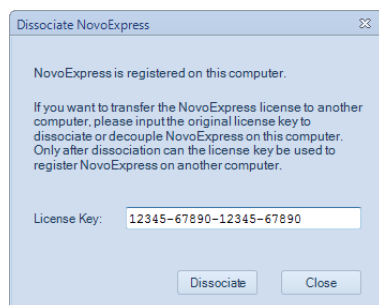 Dissociate NovoExpress
NovoExpress is registered on this computer.
If you want to transfer the NovoExpress license to another
computer, please input the original license key to
dissociate or decouple NovoExpress on this computer.
Only after dissociation can the license key be used to
register NovoExpress on another computer.
License Key: 12345-67890-12345-67890
Dissociate Close